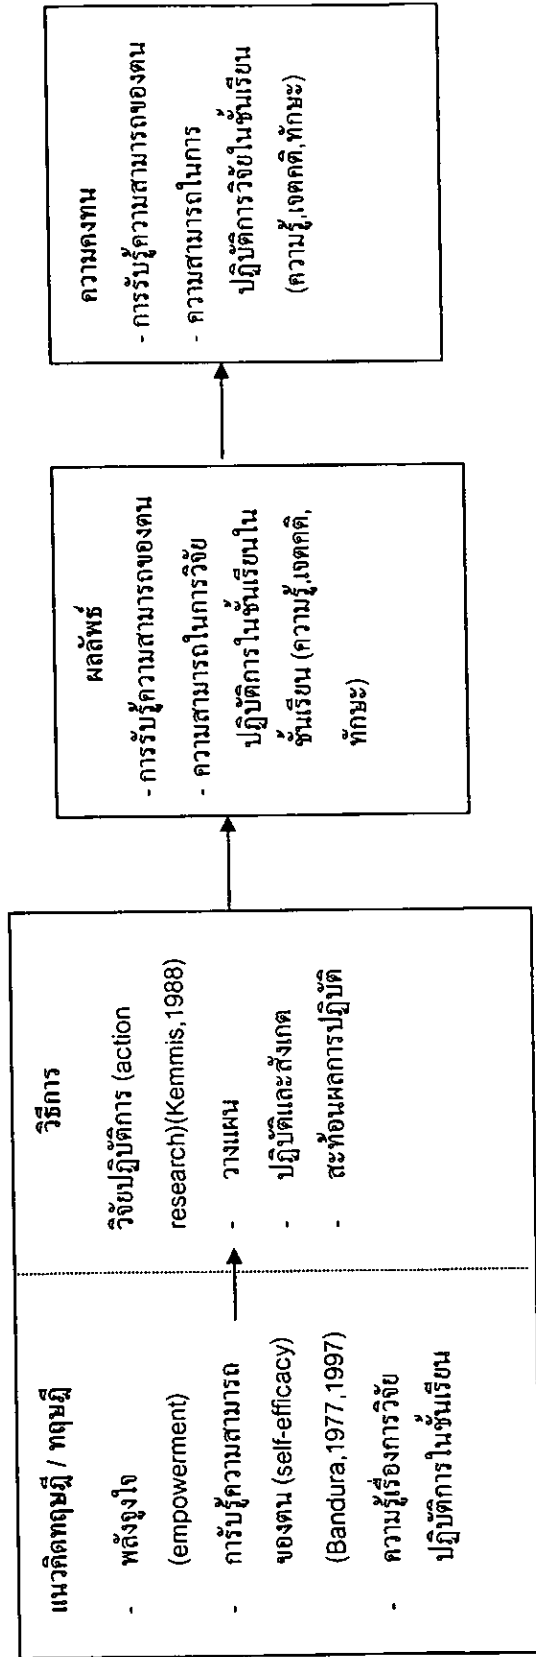 แนวคิดทฤษฎี / ทฤษฎี
- พลังจูงใจ
(empowerment)
- การับรู้ความสามารถ
ของตน (self-efficacy)
(Bandura,1977,1997)
- ความรู้เรื่องการวิจัย
ปฏิบัติการในชั้นเรียน
วิธีการ
วิจัยปฏิบัติการ (action
research)(Kemmis,1988)
- วางแผน
- ปฏิบัติและสังเกต
- สะท้อนผลการปฏิบัติ
ผลลัพธ์
- การรับรู้ความสามารถของตน
- ความสามารถในการวิจัย
ปฏิบัติการในชั้นเรียนใน
ชั้นเรียน (ความรู้,เจตคติ,
ทักษะ)
ความคงทน
- การรับรู้ความสามารถของตน
- ความสามารถในการ
ปฏิบัติการวิจัยในชั้นเรียน
(ความรู้,เจตคติ,ทักษะ)